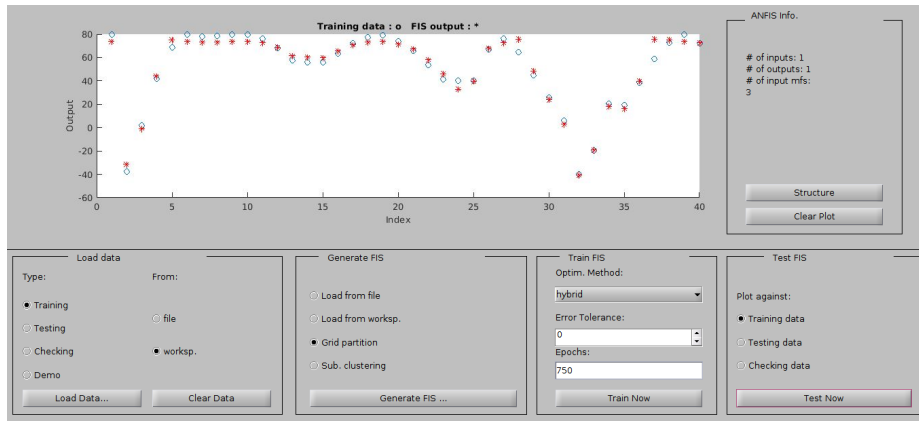 Training data : o   FIS output : *
80
60
40
20
0
-20
-40
-60
Output
0 5 10 15 20 25 30 35 40
Index
ANFIS Info.
# of inputs: 1
# of outputs: 1
# of input mfs:
3
Structure
Clear Plot
Load data
Type:
From:
Training
Testing
Checking
Demo
file
worksp.
Load Data...
Clear Data
Generate FIS
Load from file
Load from worksp.
Grid partition
Sub. clustering
Generate FIS ...
Train FIS
Optim. Method:
hybrid
Error Tolerance:
0
Epochs:
750
Train Now
Test FIS
Plot against:
Training data
Testing data
Checking data
Test Now